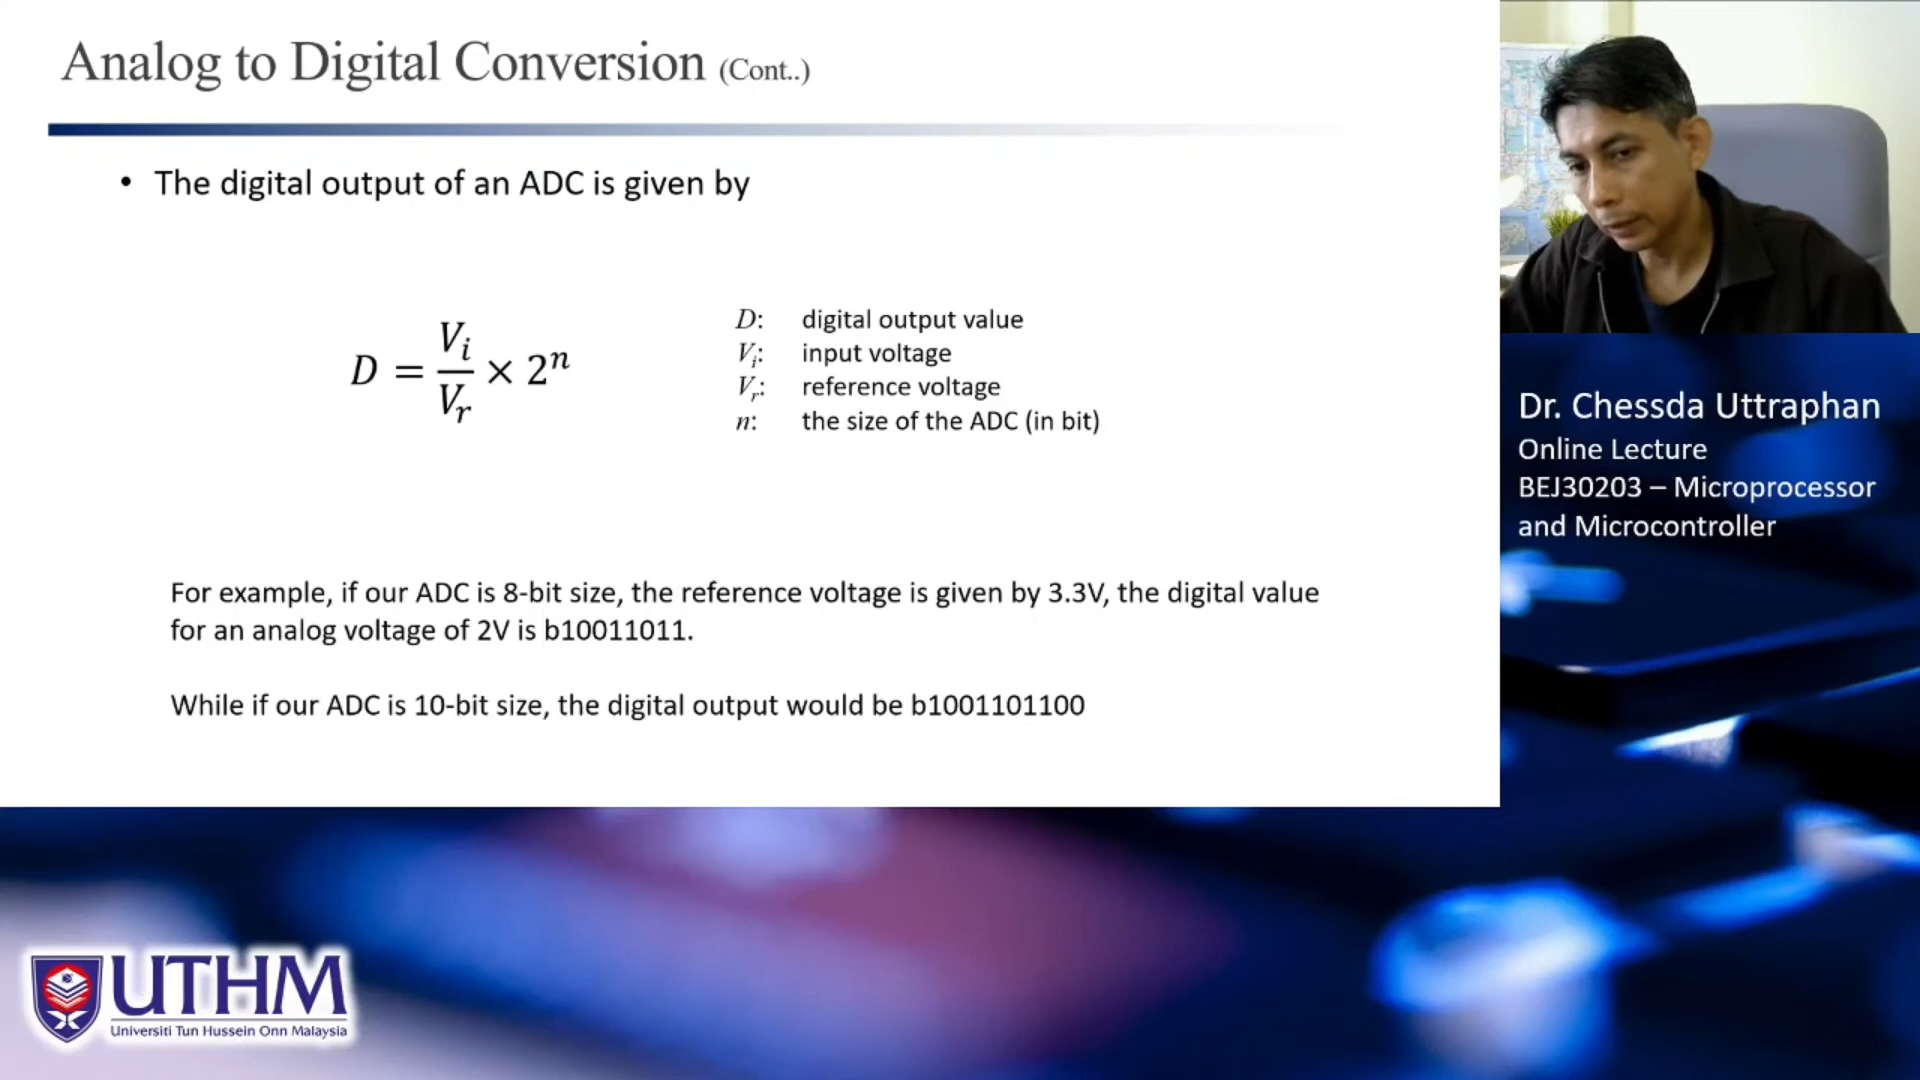 Analog to Digital Conversion (Cont..)
• The digital output of an ADC is given by
D = Vi/Vr × 2^n
D: digital output value
Vi: input voltage
Vr: reference voltage
n: the size of the ADC (in bit)
For example, if our ADC is 8-bit size, the reference voltage is given by 3.3V, the digital value
for an analog voltage of 2V is b10011011.
While if our ADC is 10-bit size, the digital output would be b1001101100
Dr. Chessda Uttraphan
Online Lecture
BEJ30203 – Microprocessor
and Microcontroller
UTHM
Universiti Tun Hussein Onn Malaysia